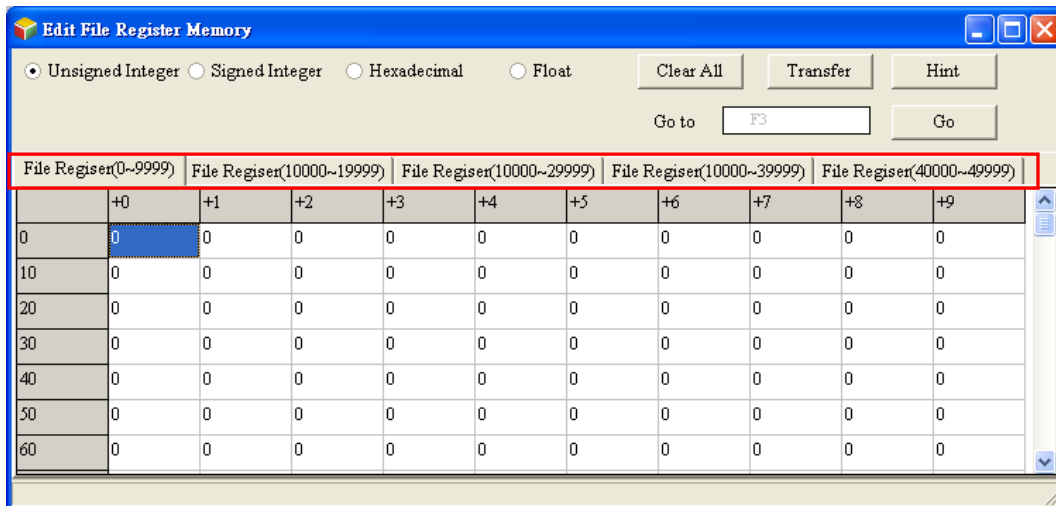 Edit File Register Memory
Unsigned Integer Signed Integer Hexadecimal Float Clear All Transfer Hint
Go to F3 Go
File Regiser(0~9999) File Regiser(10000~19999) File Regiser(10000~29999) File Regiser(10000~39999) File Regiser(40000~49999)
+0 +1 +2 +3 +4 +5 +6 +7 +8 +9
0 0 0 0 0 0 0 0 0 0 0
10 0 0 0 0 0 0 0 0 0 0
20 0 0 0 0 0 0 0 0 0 0
30 0 0 0 0 0 0 0 0 0 0
40 0 0 0 0 0 0 0 0 0 0
50 0 0 0 0 0 0 0 0 0 0
60 0 0 0 0 0 0 0 0 0 0